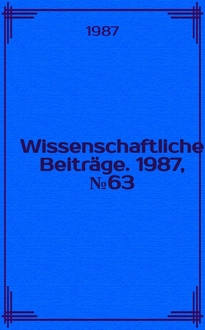 1987
Wissenschaftliche
Beiträge. 1987,
№63